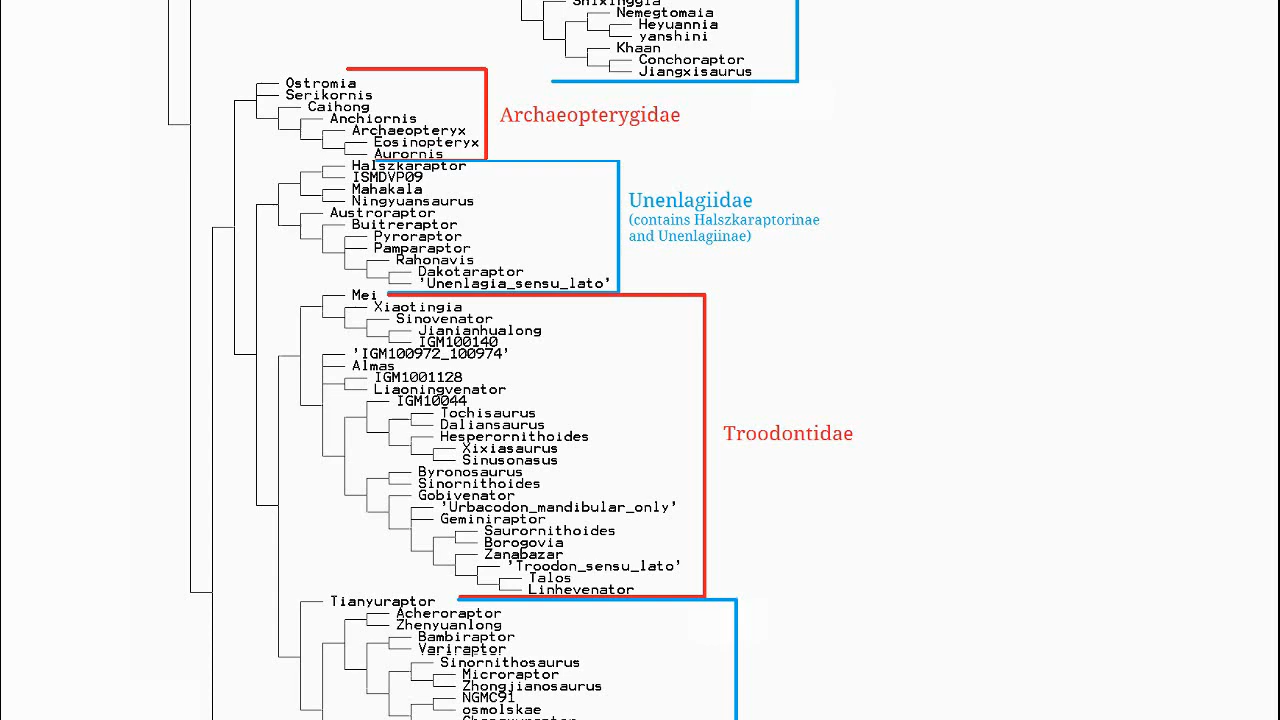 Nemegtomaia
Heyuannia
yanshini
Khaan
Conchoraptor
Jiangxisaurus
Ostromia
Serikornis
Caihong
Anchiornis
Archaeopteryx
Eosinopteryx
Aurornis
Archaeopterygidae
Halszkaraptor
ISMDVP09
Mahakala
Ningyuansaurus
Austroraptor
Buitreraptor
Pyroraptor
Pamparaptor
Rahonavis
Dakotaraptor
'Unenlagia_sensu_lato'
Unenlagiidae
(contains Halszkaraptorinae
and Unenlagiinae)
Mei
Xiaotingia
Sinovenator
Jianianhualong
IGM100140
'IGM100972_100974'
Almas
IGM1001128
Liaoningvenator
IGM10044
Tochisaurus
Daliansaurus
Hesperornithoides
Xixiasaurus
Sinusonasus
Byronosaurus
Sinornithoides
Gobivenator
'Urbacodon_mandibular_only'
Geminiraptor
Saurornithoides
Borogovia
Zanabazar
'Troodon_sensu_lato'
Talos
Linhevenator
Troodontidae
Tianyuraptor
Acheroraptor
Zhenyuanlong
Bambiraptor
Variraptor
Sinornithosaurus
Microraptor
Zhongjianosaurus
NGMC91
osmolskae